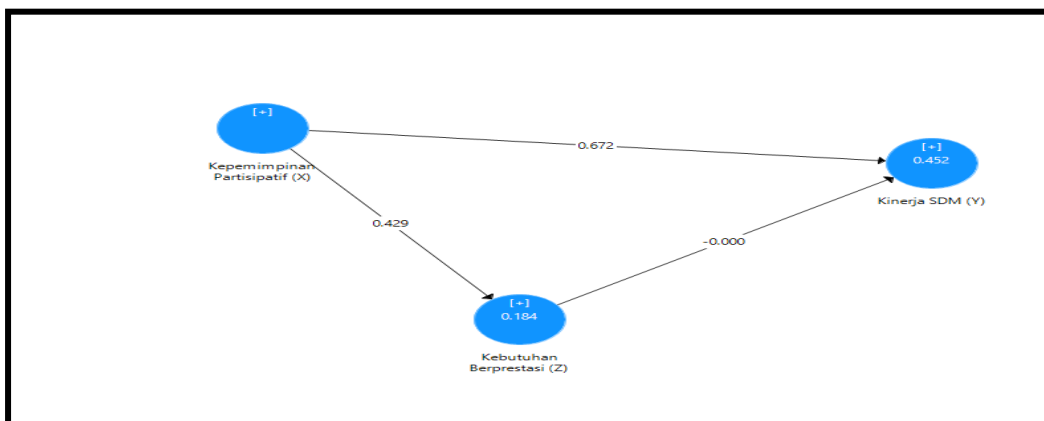 [+]
Kepemimpinan
Partisipatif (X)
0.672
[+]
0.452
Kinerja SDM (Y)
0.429
-0.000
[+]
0.184
Kebutuhan
Berprestasi (Z)